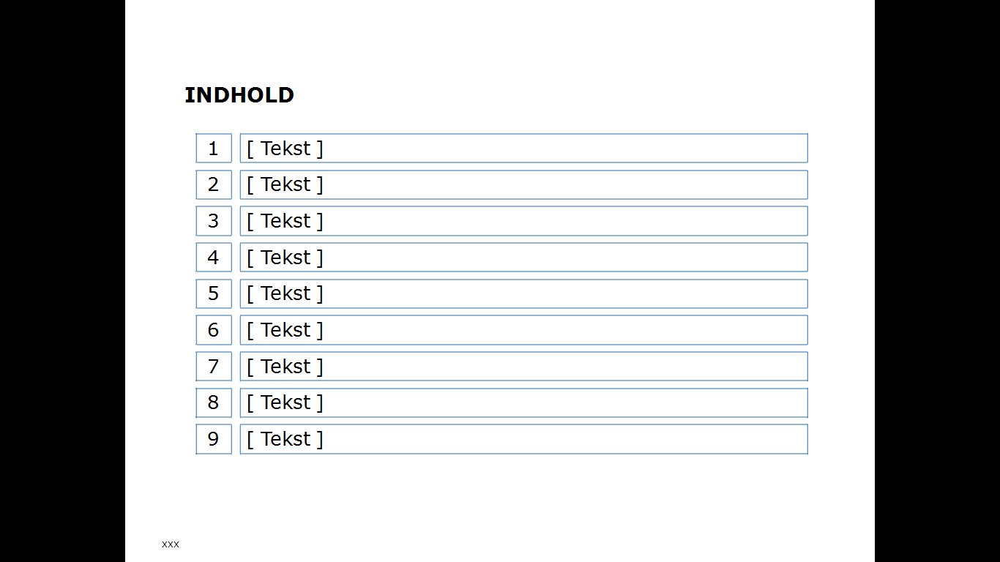 INDHOLD
1 [ Tekst ]
2 [ Tekst ]
3 [ Tekst ]
4 [ Tekst ]
5 [ Tekst ]
6 [ Tekst ]
7 [ Tekst ]
8 [ Tekst ]
9 [ Tekst ]
xxx